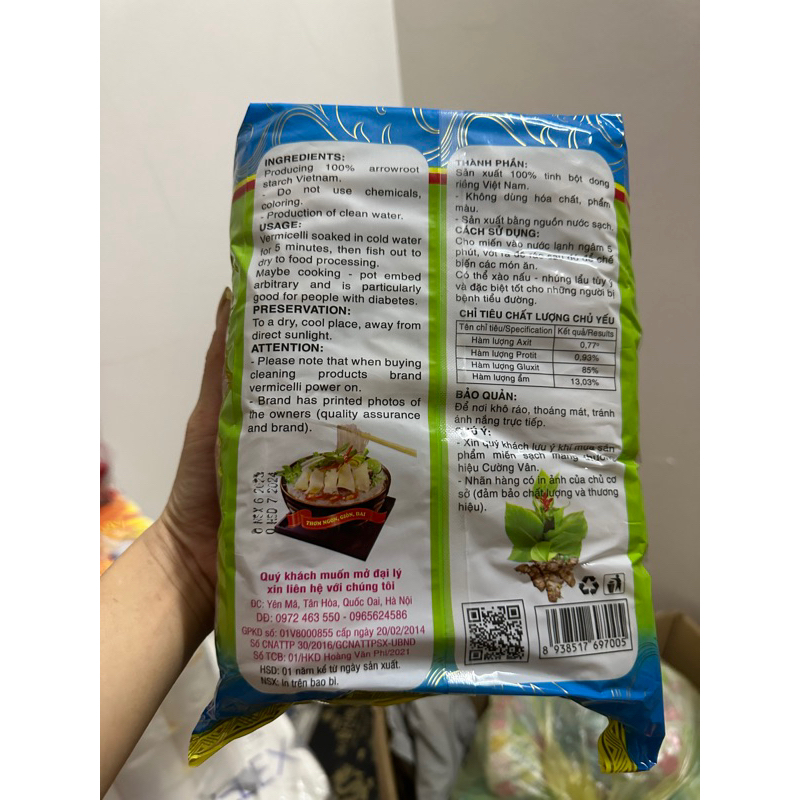 INGREDIENTS:
Producing 100% arrowroot
starch Vietnam.
- Do not use chemicals,
coloring.
- Production of clean water.
USAGE:
Vermicelli soaked in cold water
for 5 minutes, then fish out to
dry to food processing.
Maybe cooking - pot embed
arbitrary and is particularly
good for people with diabetes.
PRESERVATION:
To a dry, cool place, away from
direct sunlight.
ATTENTION:
- Please note that when buying
cleaning products brand
vermicelli power on.
- Brand has printed photos of
the owners (quality assurance
and brand).
THƠM NGON, GIÒN, DAI
Quý khách muốn mở đại lý
xin liên hệ với chúng tôi
ĐC: Yên Mã, Tân Hòa, Quốc Oai, Hà Nội
DĐ: 0972 463 550 - 0965624586
GPKD số: 01V8000855 cấp ngày 20/02/2014
Số CNATTP 30/2016/GCNATTPSX-UBND
Số TCB: 01/HKD Hoàng Văn Phi/2021
HSD: 01 năm kể từ ngày sản xuất.
NSX: In trên bao bì.
THÀNH PHẦN:
Sản xuất 100% tinh bột dong
riềng Việt Nam.
- Không dùng hóa chất, phẩm
màu.
- Sản xuất bằng nguồn nước sạch.
CÁCH SỬ DỤNG:
Cho miến vào nước lạnh ngâm 5
phút, vớt ra để ráo sau đó để chế
biến các món ăn.
Có thể xào nấu - nhúng lẩu tùy ý
và đặc biệt tốt cho những người bị
bệnh tiểu đường.
CHỈ TIÊU CHẤT LƯỢNG CHỦ YẾU
Tên chỉ tiêu/Specification Kết quả/Results
Hàm lượng Axit 0,77º
Hàm lượng Protit 0,93%
Hàm lượng Gluxit 85%
Hàm lượng ẩm 13,03%
BẢO QUẢN:
Để nơi khô ráo, thoáng mát, tránh
ánh nắng trực tiếp.
CHÚ Ý:
- Xin quý khách lưu ý khi mua sản
phẩm miến sạch mang thương
hiệu Cường Vân.
- Nhãn hàng có in ảnh của chủ cơ
sở (đảm bảo chất lượng và thương
hiệu).
8 938517 697005